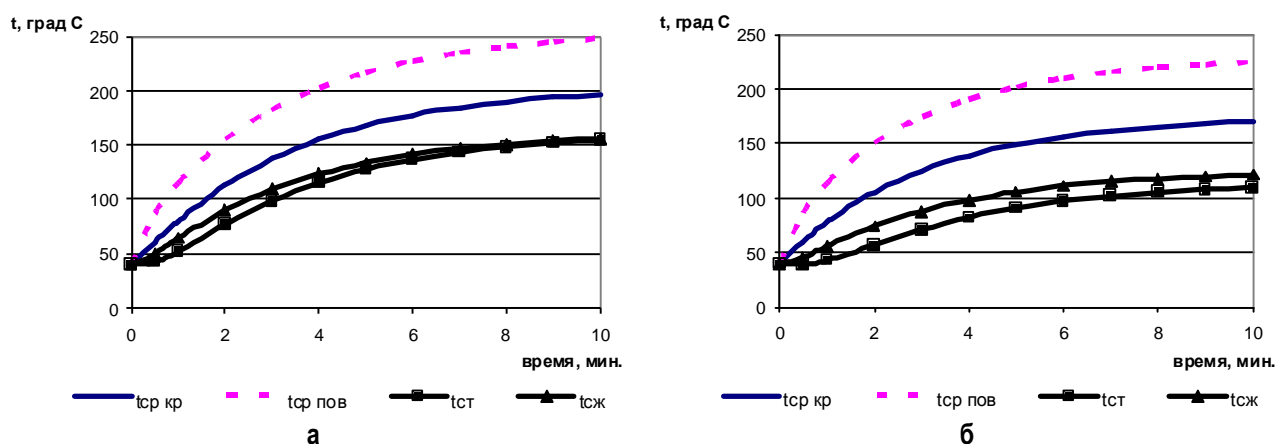 t, град С
250
200
150
100
50
0
0 2 4 6 8 10
время, мин.
tср кр tср пов tст tсж
а
t, град С
250
200
150
100
50
0
0 2 4 6 8 10
время, мин.
tср кр tср пов tст tсж
б